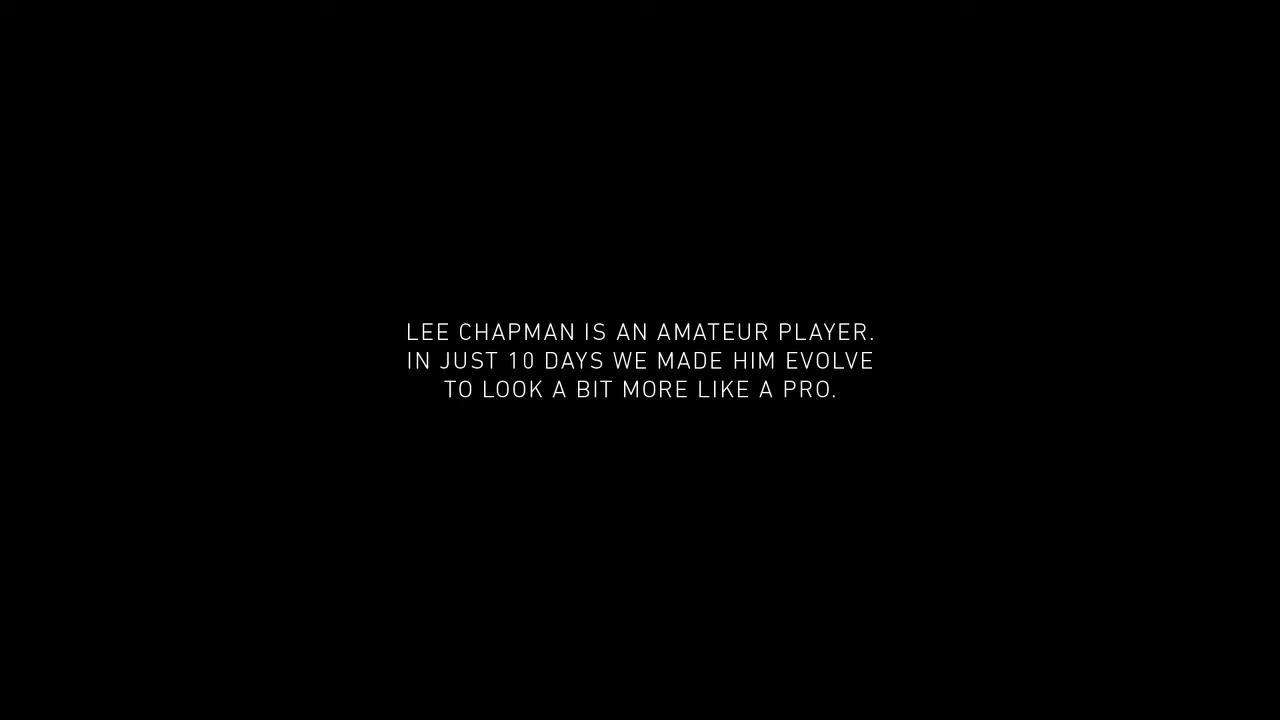 LEE CHAPMAN IS AN AMATEUR PLAYER.
IN JUST 10 DAYS WE MADE HIM EVOLVE
TO LOOK A BIT MORE LIKE A PRO.